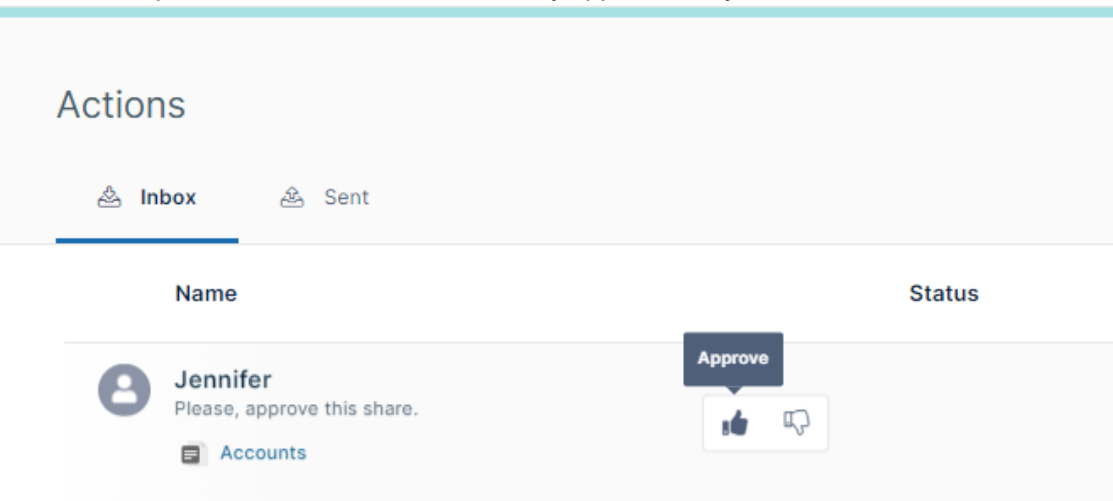 Actions
Inbox Sent
Name Status
Approve
Jennifer
Please, approve this share.
Accounts